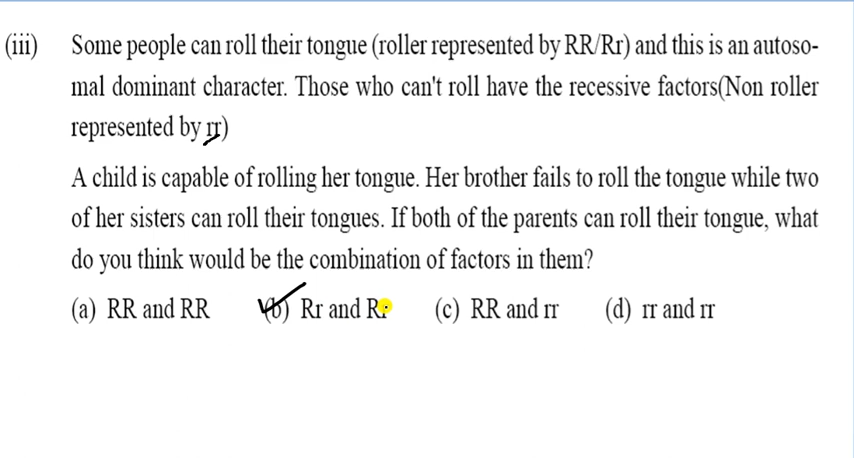 (iii) Some people can roll their tongue (roller represented by RR/Rr) and this is an autoso-
mal dominant character. Those who can't roll have the recessive factors(Non roller
represented by rr)
A child is capable of rolling her tongue. Her brother fails to roll the tongue while two
of her sisters can roll their tongues. If both of the parents can roll their tongue, what
do you think would be the combination of factors in them?
(a) RR and RR (b) Rr and Rr (c) RR and rr (d) rr and rr